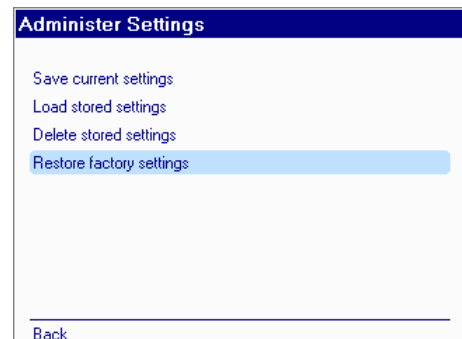 Administer Settings
Save current settings
Load stored settings
Delete stored settings
Restore factory settings
Back